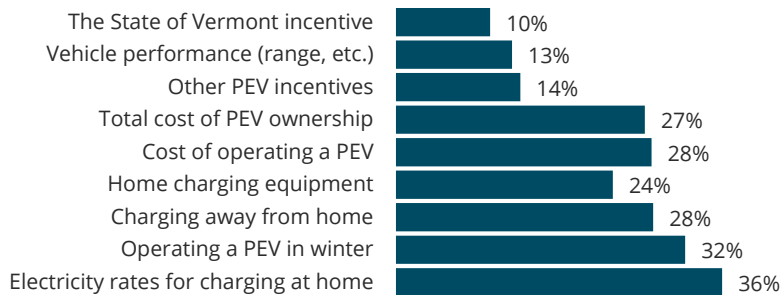 The State of Vermont incentive 10%
Vehicle performance (range, etc.) 13%
Other PEV incentives 14%
Total cost of PEV ownership 27%
Cost of operating a PEV 28%
Home charging equipment 24%
Charging away from home 28%
Operating a PEV in winter 32%
Electricity rates for charging at home 36%